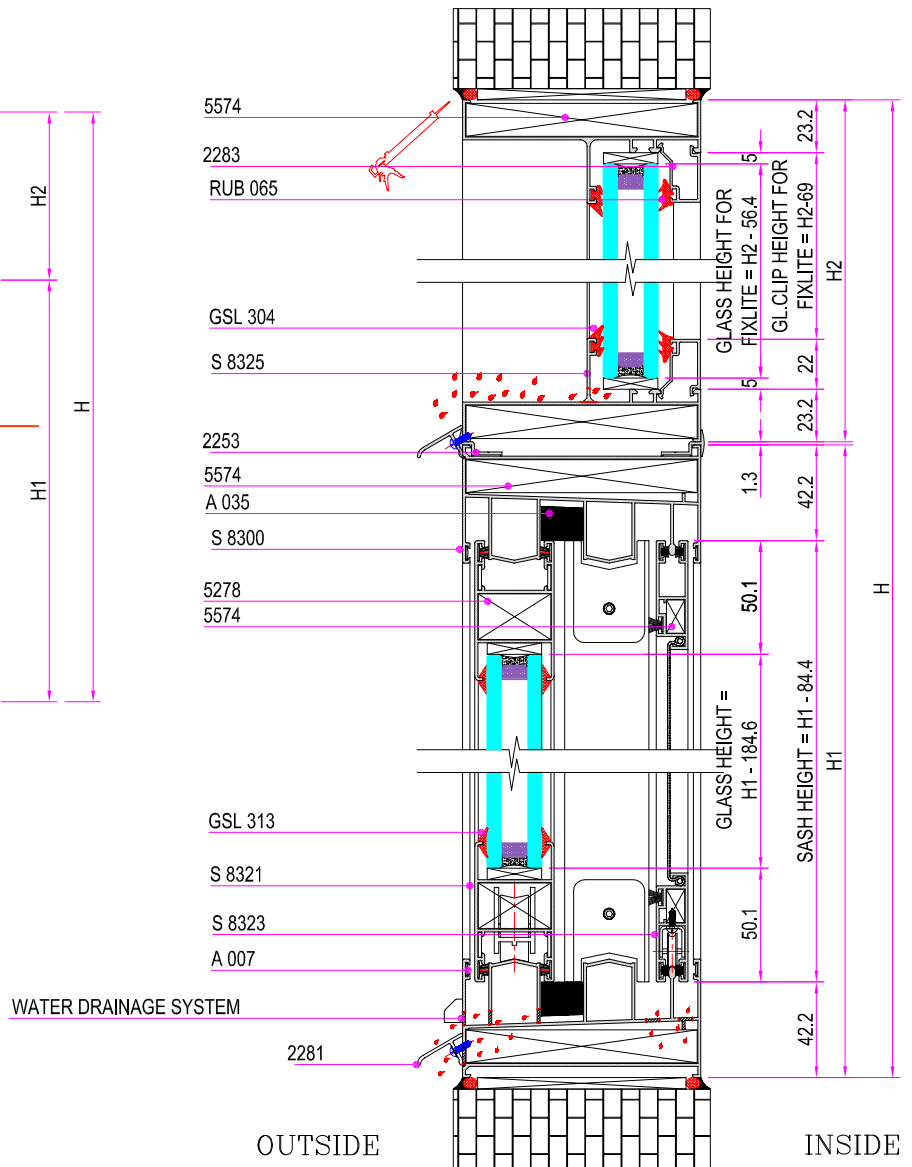 5574
2283
RUB 065
GSL 304
S 8325
2253
5574
A 035
S 8300
5278
5574
GSL 313
S 8321
S 8323
A 007
WATER DRAINAGE SYSTEM
2281
H2
H
H1
GLASS HEIGHT FOR
FIXLITE = H2 - 56.4
GL.CLIP HEIGHT FOR
FIXLITE = H2-69
5
5
23.2
22
23.2
H2
1.3
42.2
50.1
GLASS HEIGHT =
H1 - 184.6
SASH HEIGHT = H1 - 84.4
H1
H
50.1
42.2
OUTSIDE
INSIDE